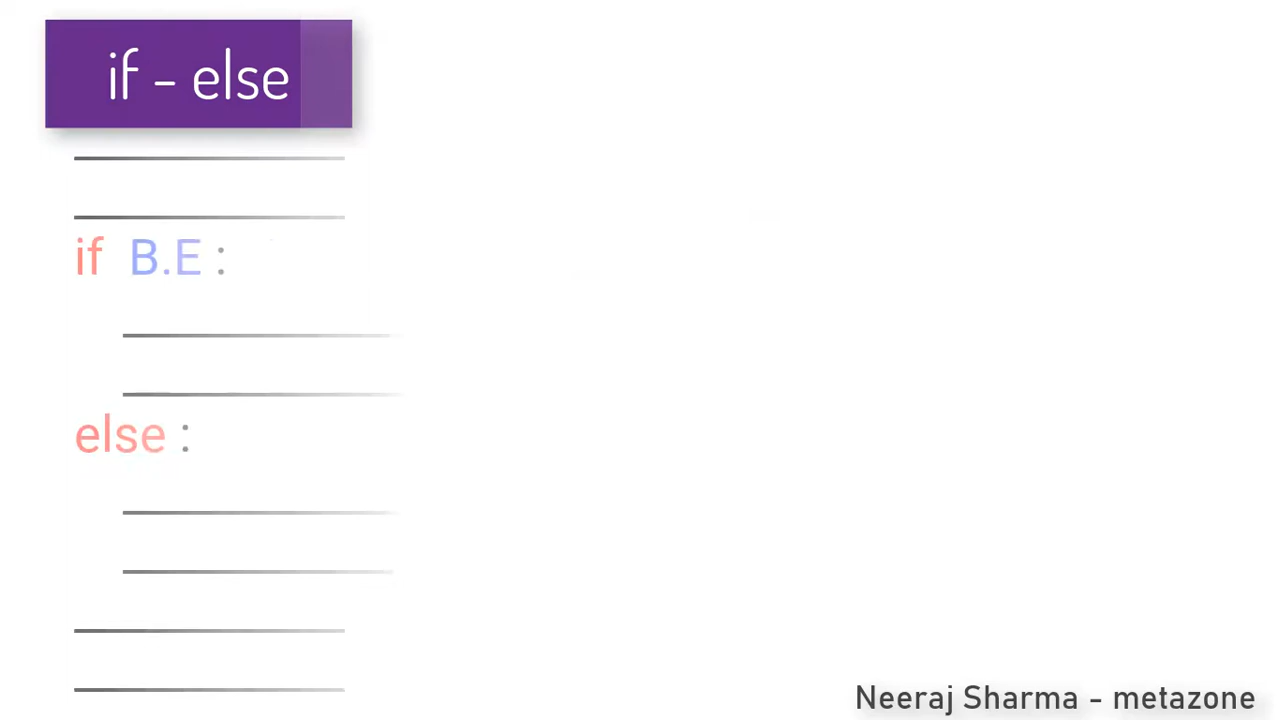 if - else
if B.E :
else :
Neeraj Sharma - metazone